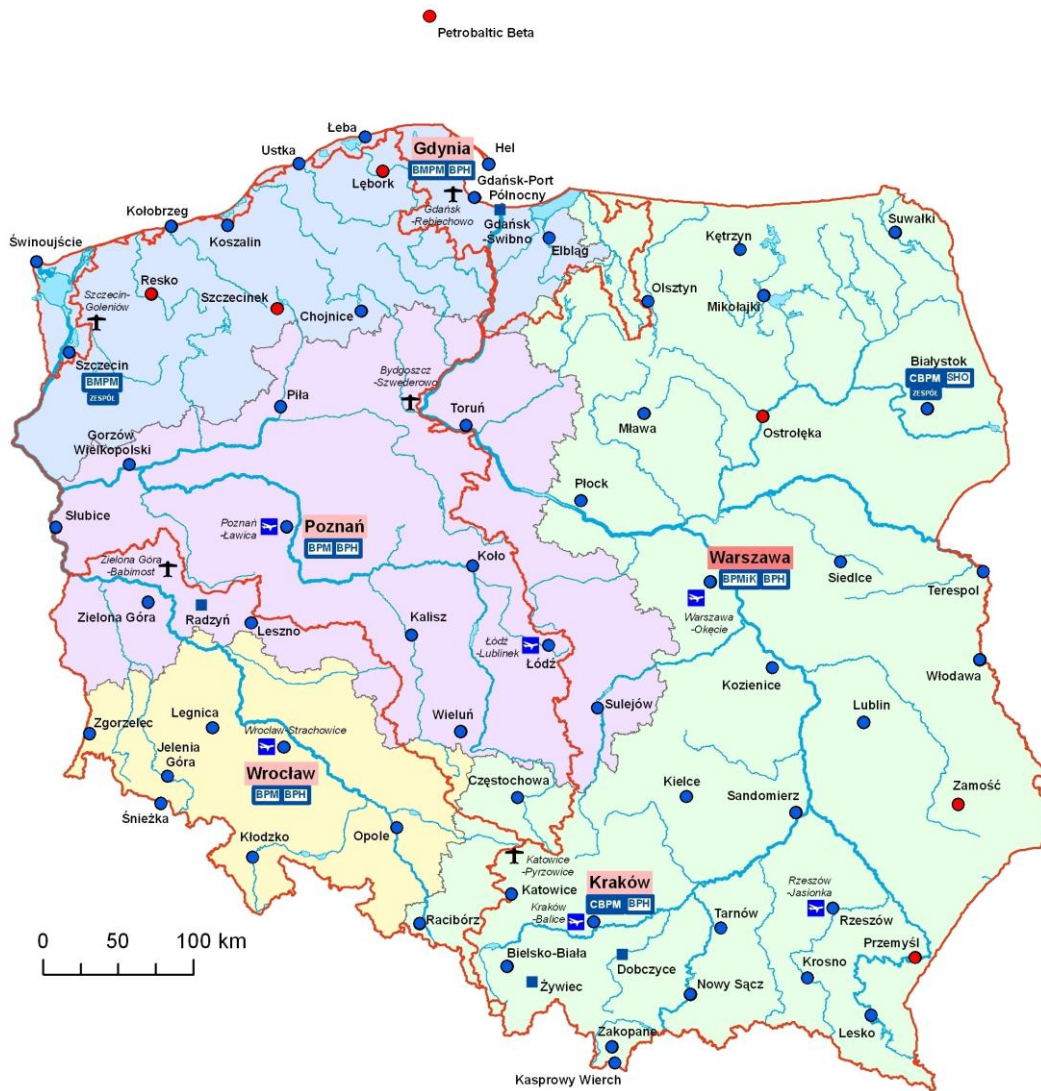 Petrobaltic Beta
Łeba
Ustka
Gdynia
Hel
BMPM BPH
Lębork
Gdańsk-Port
Północny
Gdańsk
-Rębiechowo
Gdańsk
-Świbno
Kołobrzeg
Koszalin
Suwałki
Świnoujście
Elbląg
Kętrzyn
Resko
Szczecin-
Goleniów
Szczecinek
Chojnice
Olsztyn
Mikołajki
Szczecin
BMPM
ZESPÓŁ
Białystok
CBPM SHO
ZESPÓŁ
Bydgoszcz
-Szwederowo
Piła
Toruń
Mława
Ostrołęka
Gorzów
Wielkopolski
Płock
Słubice
Poznań
-Ławica
Poznań
BPM BPH
Zielona Góra
-Babimost
Koło
Warszawa
BPMiK BPH
Siedlce
Terespol
Warszawa
-Okęcie
Zielona Góra
Radzyń
Leszno
Kalisz
Łódź
-Lublinek
Łódź
Kozienice
Włodawa
Sulejów
Lublin
Zgorzelec
Legnica
Wrocław-Strachowice
Wieluń
Jelenia
Góra
Wrocław
BPM BPH
Częstochowa
Kielce
Sandomierz
Zamość
Śnieżka
Kłodzko
Opole
Katowice
-Pyrzowice
Katowice
Kraków
CBPM BPH
Kraków
-Balice
Rzeszów
-Jasionka
Racibórz
Tarnów
Rzeszów
0 50 100 km
Przemyśl
Bielsko-Biała
Dobczyce
Krosno
Żywiec
Nowy Sącz
Lesko
Zakopane
Kasprowy Wierch